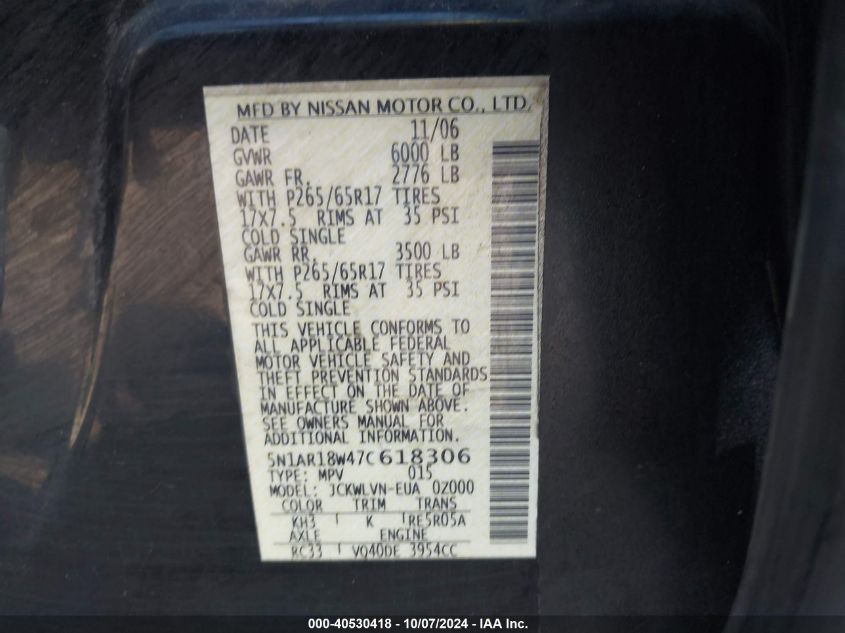 MFD BY NISSAN MOTOR CO., LTD.
DATE 11/06
GVWR 6000 LB
GAWR FR. 2776 LB
WITH P265/65R17 TIRES
17X7.5 RIMS AT 35 PSI
COLD SINGLE
GAWR RR. 3500 LB
WITH P265/65R17 TIRES
17X7.5 RIMS AT 35 PSI
COLD SINGLE
THIS VEHICLE CONFORMS TO
ALL APPLICABLE FEDERAL
MOTOR VEHICLE SAFETY AND
THEFT PREVENTION STANDARDS
IN EFFECT ON THE DATE OF
MANUFACTURE SHOWN ABOVE.
SEE OWNERS MANUAL FOR
ADDITIONAL INFORMATION.
5N1AR18W47C618306
TYPE: MPV 015
MODEL: JCKWLVN-EUA 0Z000
COLOR TRIM TRANS
KH3 K RE5R05A
AXLE ENGINE
RC33 VQ40DE 3954CC
000-40530418 - 10/07/2024 - IAA Inc.